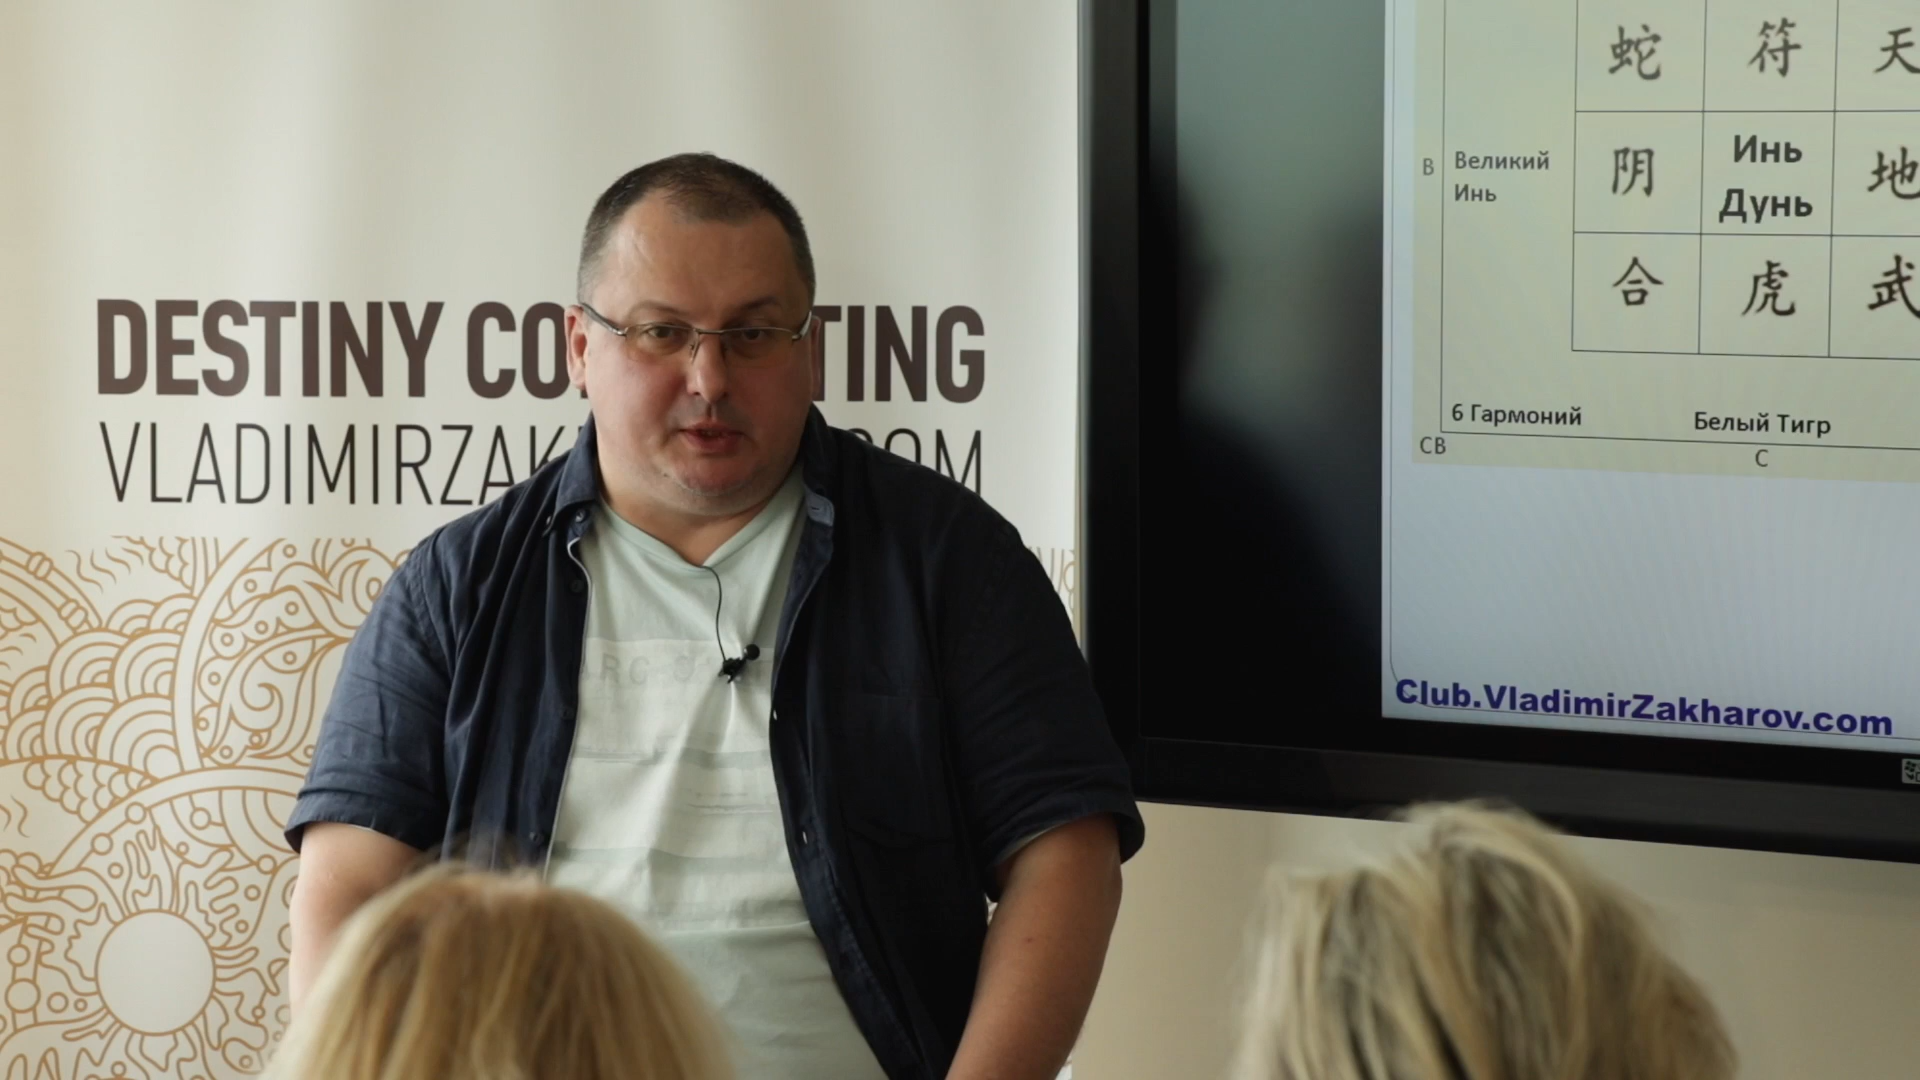 DESTINY CO TING
VLADIMIRZAK COM
蛇 符 天
В Великий
Инь
阴 Инь
Дунь 地
合 虎 武
6 Гармоний Белый Тигр
СВ С
Club.VladimirZakharov.com